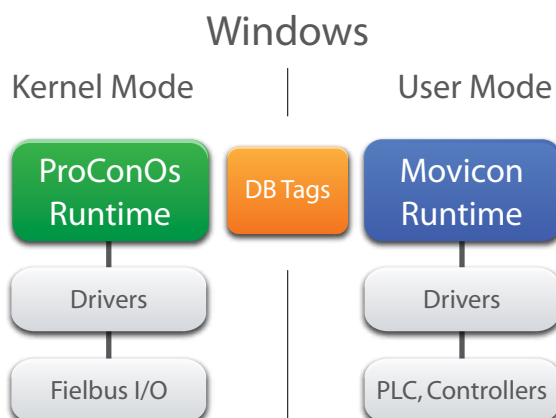 Windows
Kernel Mode
User Mode
ProConOs
Runtime
DB Tags
Movicon
Runtime
Drivers
Drivers
Fielbus I/O
PLC, Controllers